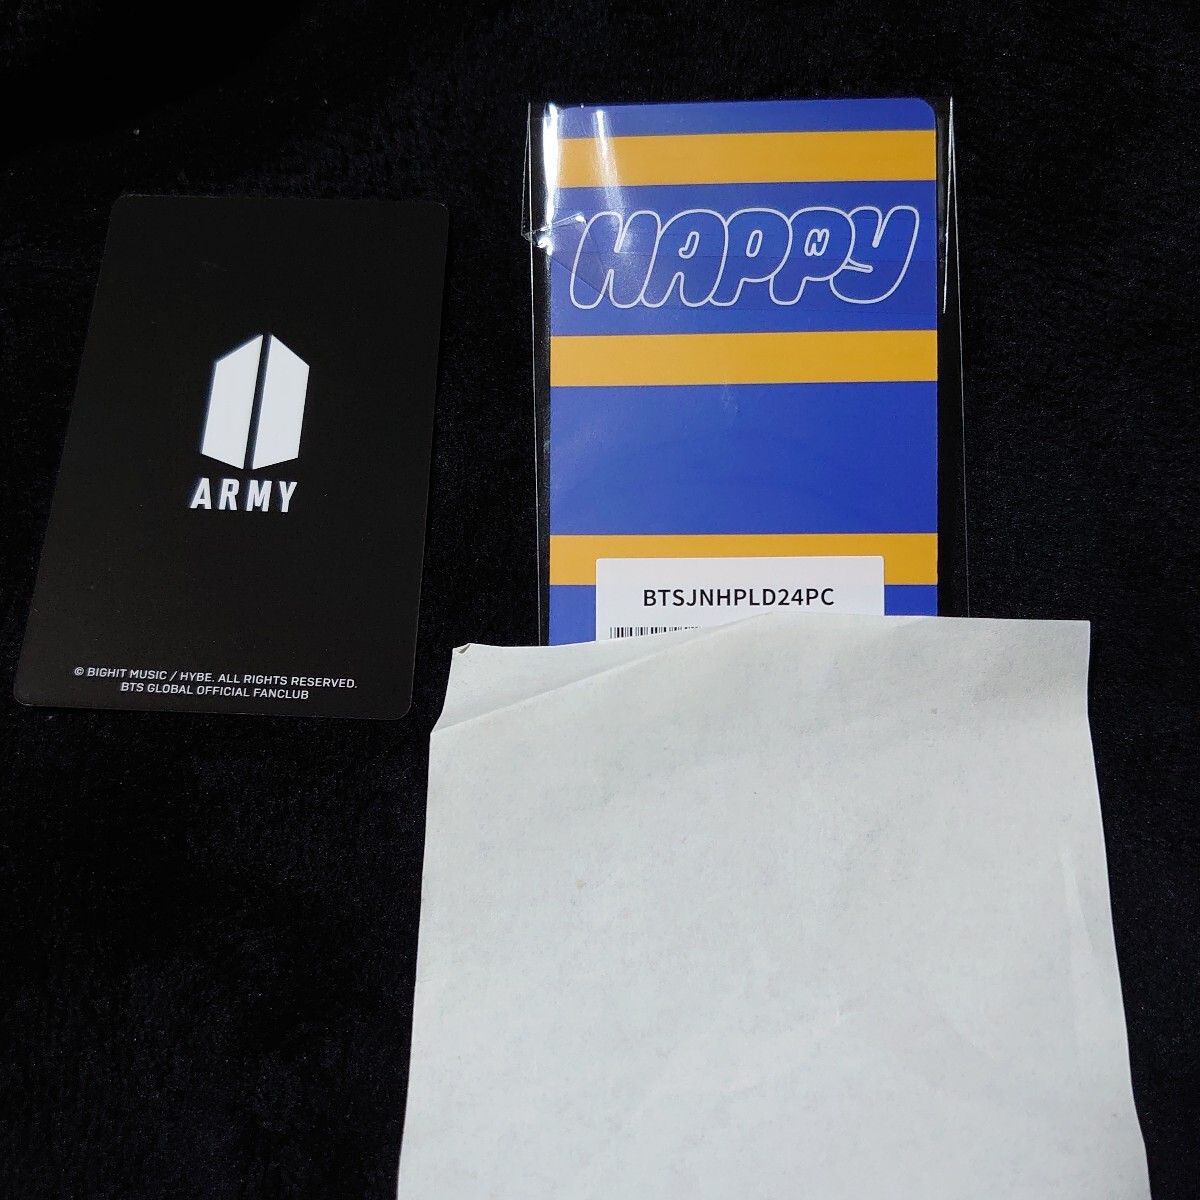 ARMY
© BIGHIT MUSIC / HYBE. ALL RIGHTS RESERVED.
BTS GLOBAL OFFICIAL FANCLUB
HAPPY
BTSJNHPLD24PC